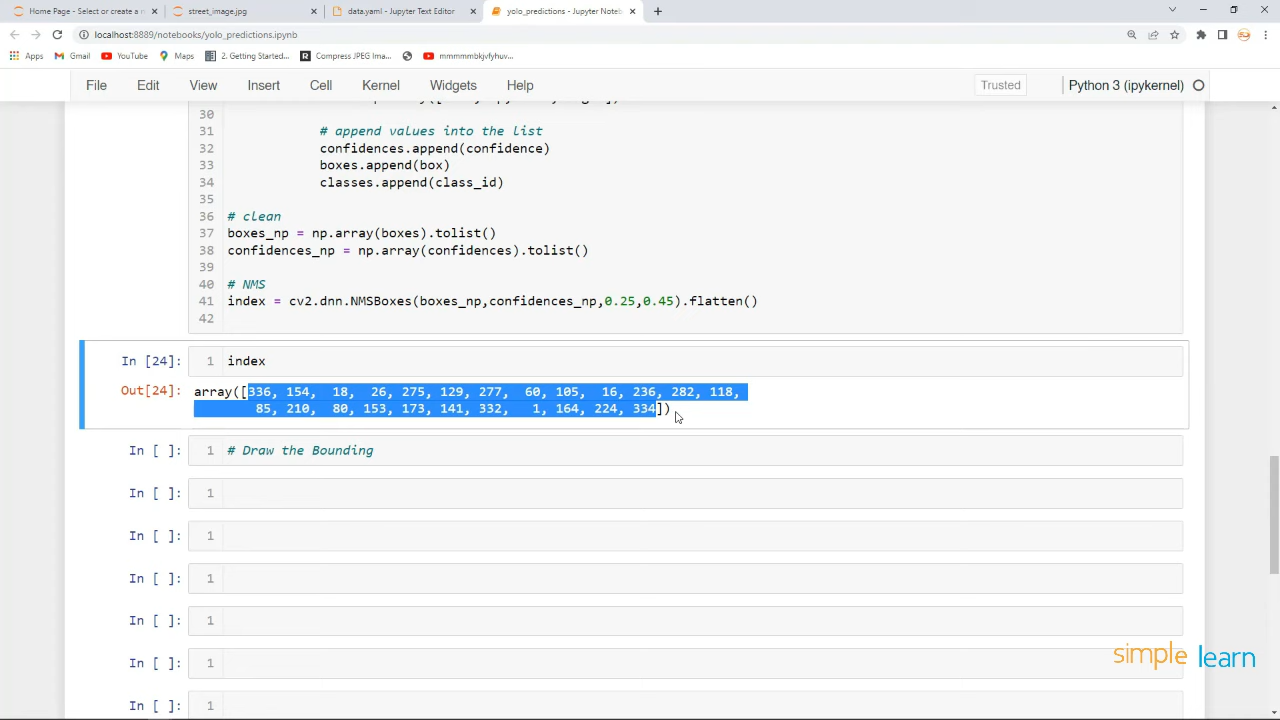 Home Page - Select or create a n
street_image.jpg
data.yaml - Jupyter Text Editor
yolo_predictions - Jupyter Noteb
localhost:8889/notebooks/yolo_predictions.ipynb
Apps
Gmail
YouTube
Maps
2. Getting Started...
Compress JPEG Ima...
mmmmmbkjvfyhuv...
File Edit View Insert Cell Kernel Widgets Help
Trusted
Python 3 (ipykernel)
30
31 # append values into the list
32 confidences.append(confidence)
33 boxes.append(box)
34 classes.append(class_id)
35
36 # clean
37 boxes_np = np.array(boxes).tolist()
38 confidences_np = np.array(confidences).tolist()
39
40 # NMS
41 index = cv2.dnn.NMSBoxes(boxes_np,confidences_np,0.25,0.45).flatten()
42
In [24]: 1 index
Out[24]: array([336, 154, 18, 26, 275, 129, 277, 60, 105, 16, 236, 282, 118,
85, 210, 80, 153, 173, 141, 332, 1, 164, 224, 334])
In [ ]: 1 # Draw the Bounding
In [ ]: 1
In [ ]: 1
In [ ]: 1
In [ ]: 1
In [ ]: 1
In [ ]: 1
simplelearn